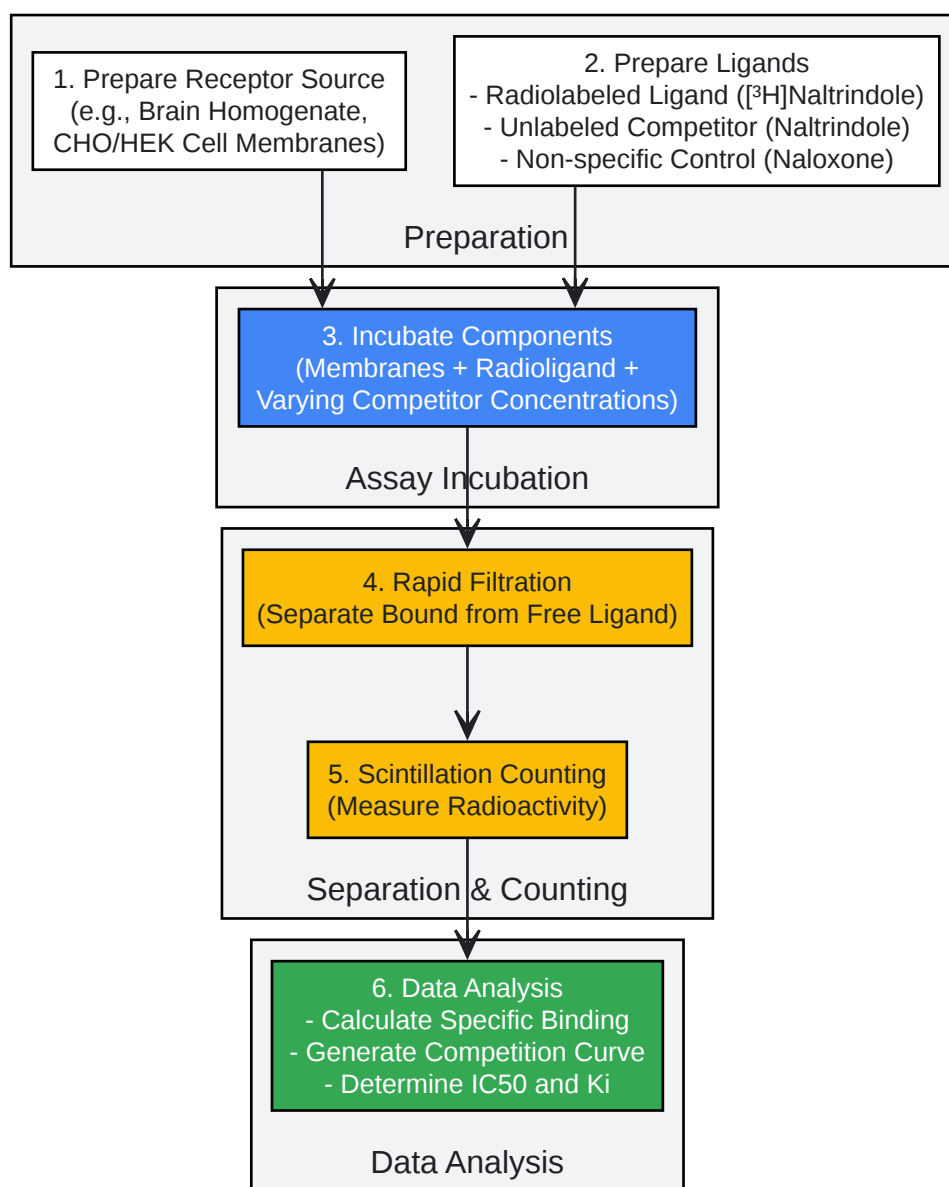 1. Prepare Receptor Source
(e.g., Brain Homogenate,
CHO/HEK Cell Membranes)
2. Prepare Ligands
- Radiolabeled Ligand ([³H]Naltrindole)
- Unlabeled Competitor (Naltrindole)
- Non-specific Control (Naloxone)
Preparation
3. Incubate Components
(Membranes + Radioligand +
Varying Competitor Concentrations)
Assay Incubation
4. Rapid Filtration
(Separate Bound from Free Ligand)
5. Scintillation Counting
(Measure Radioactivity)
Separation & Counting
6. Data Analysis
- Calculate Specific Binding
- Generate Competition Curve
- Determine IC50 and Ki
Data Analysis